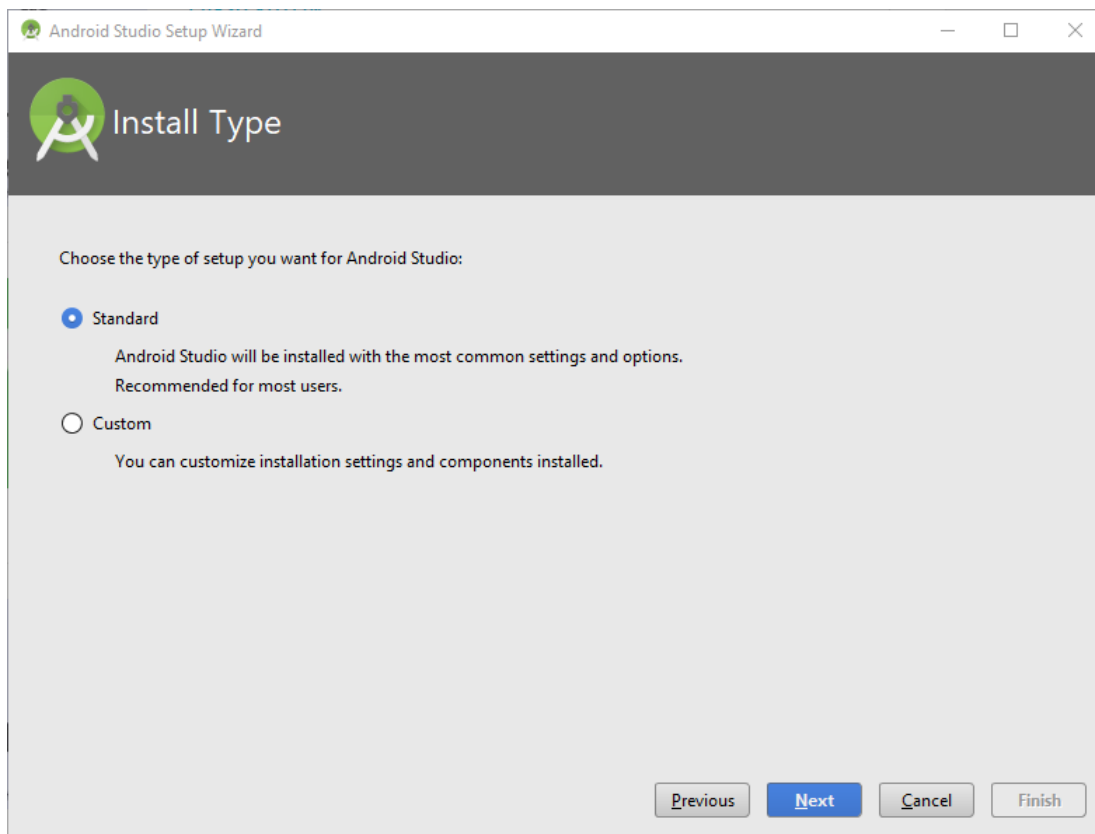 Android Studio Setup Wizard
Install Type
Choose the type of setup you want for Android Studio:
Standard
Android Studio will be installed with the most common settings and options.
Recommended for most users.
Custom
You can customize installation settings and components installed.
Previous Next Cancel Finish